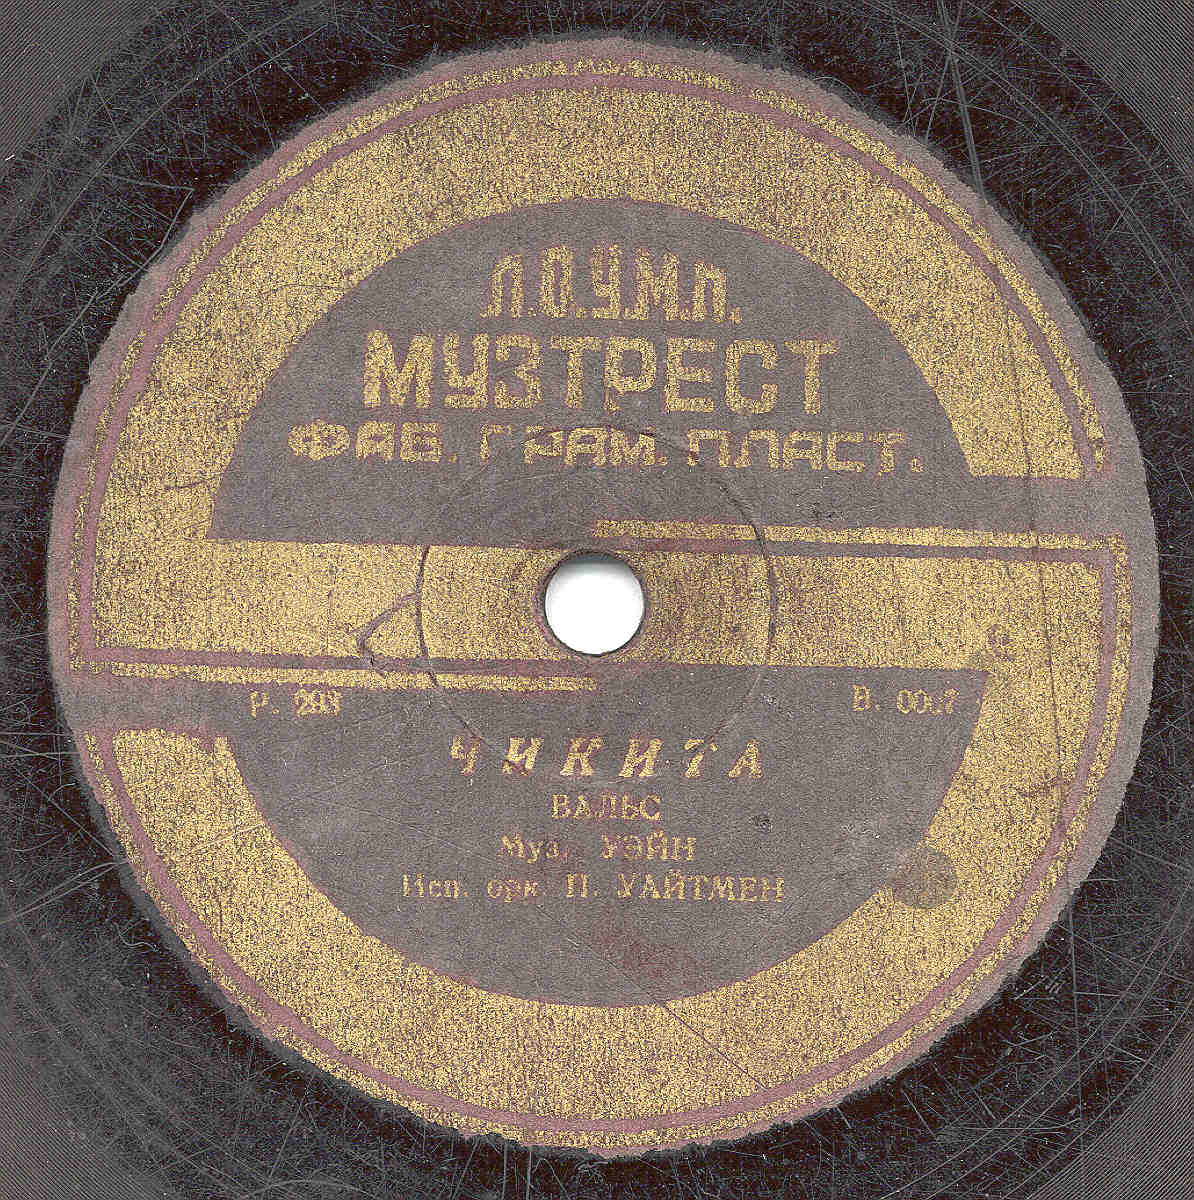 Л.О.У.М.П.
МУЗТРЕСТ
ФАБ. ГРАМ. ПЛАСТ.
Р. В.
ЧИКИТА
ВАЛЬС
Муз. УЭЙН
Исп. орк. П. УАЙТМЕН